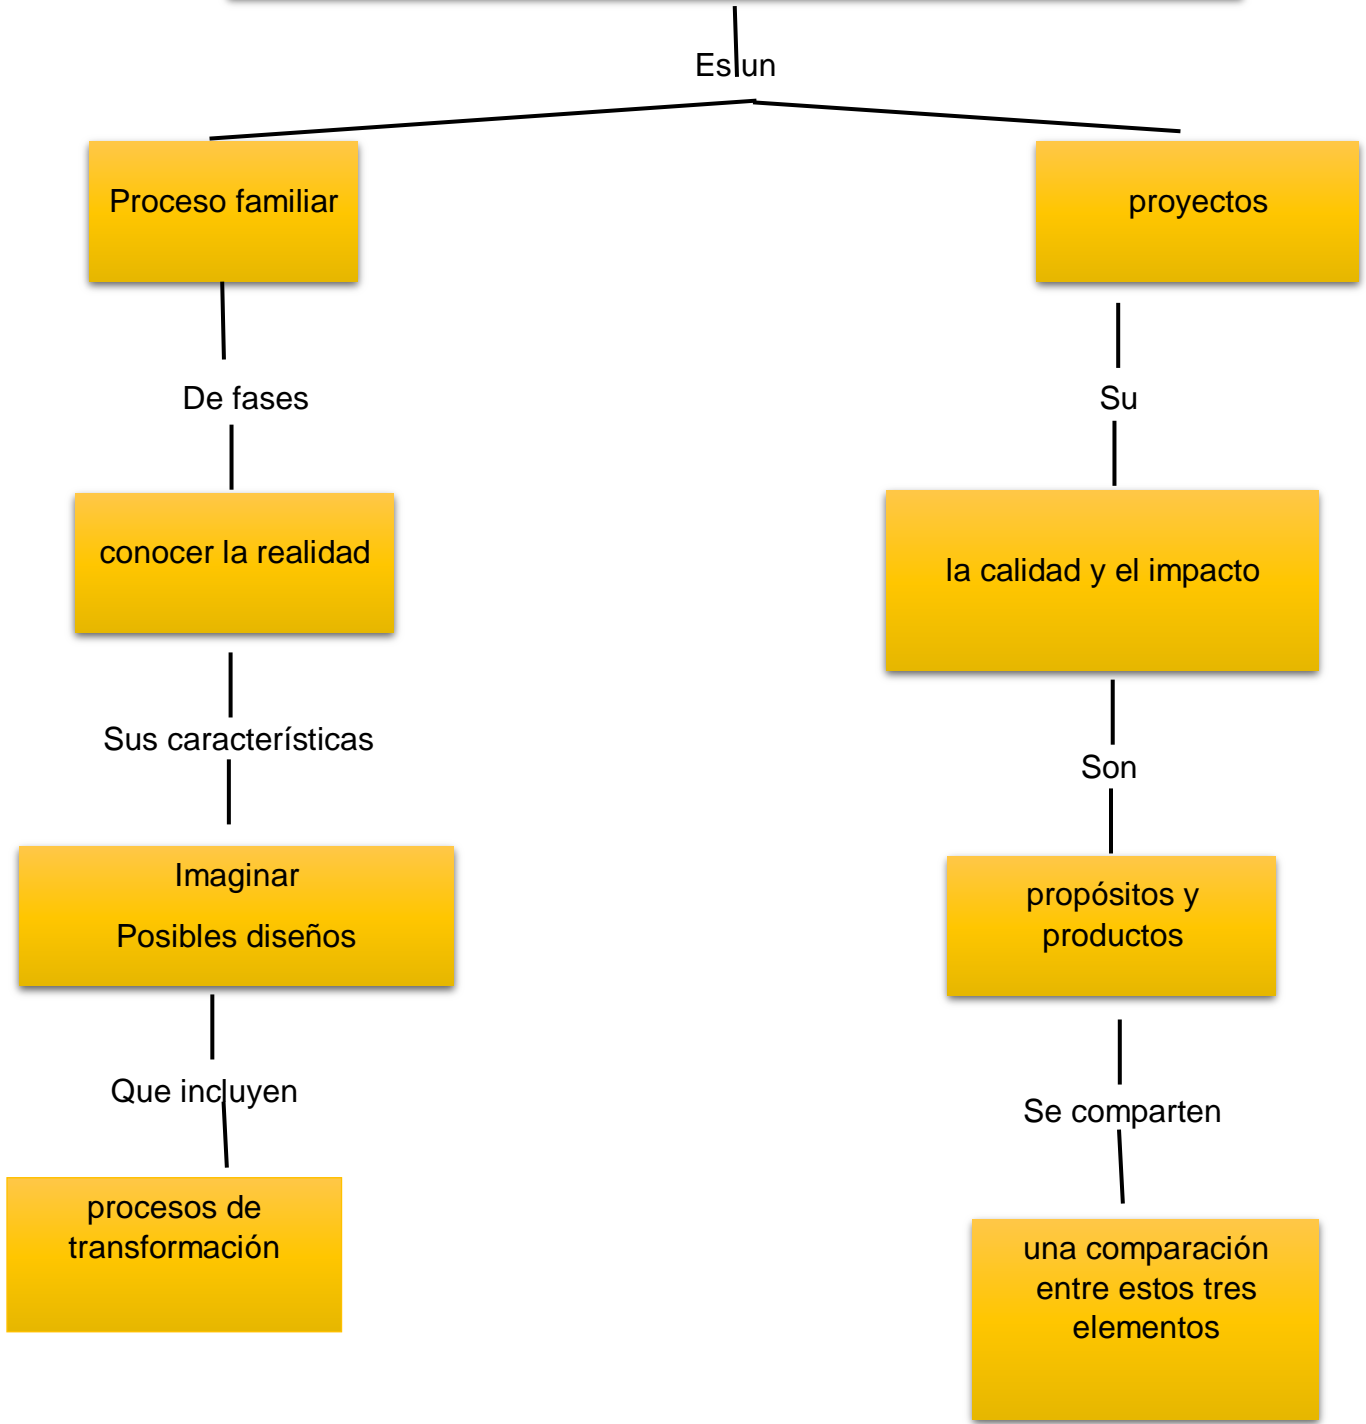 Es un
Proceso familiar
proyectos
De fases
Su
conocer la realidad
la calidad y el impacto
Sus características
Son
Imaginar
Posibles diseños
propósitos y
productos
Que incluyen
Se comparten
procesos de
transformación
una comparación
entre estos tres
elementos